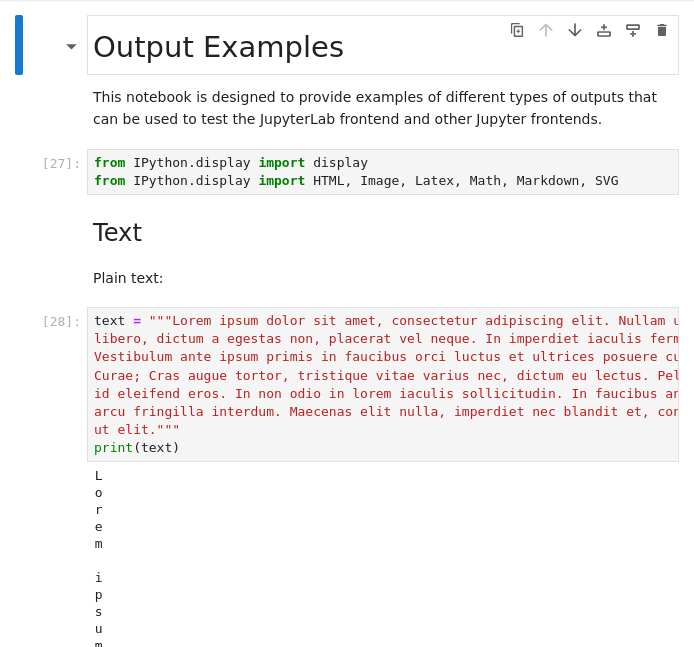 Output Examples
This notebook is designed to provide examples of different types of outputs that
can be used to test the JupyterLab frontend and other Jupyter frontends.
[27]:
from IPython.display import display
from IPython.display import HTML, Image, Latex, Math, Markdown, SVG
Text
Plain text:
[28]:
text = """Lorem ipsum dolor sit amet, consectetur adipiscing elit. Nullam
libero, dictum a egestas non, placerat vel neque. In imperdiet iaculis
Vestibulum ante ipsum primis in faucibus orci luctus et ultrices posuere
Curae; Cras augue tortor, tristique vitae varius nec, dictum eu lectus.
id eleifend eros. In non odio in lorem iaculis sollicitudin. In faucibus
arcu fringilla interdum. Maecenas elit nulla, imperdiet nec blandit et,
ut elit."""
print(text)
L
o
r
e
m
i
p
s
u
m